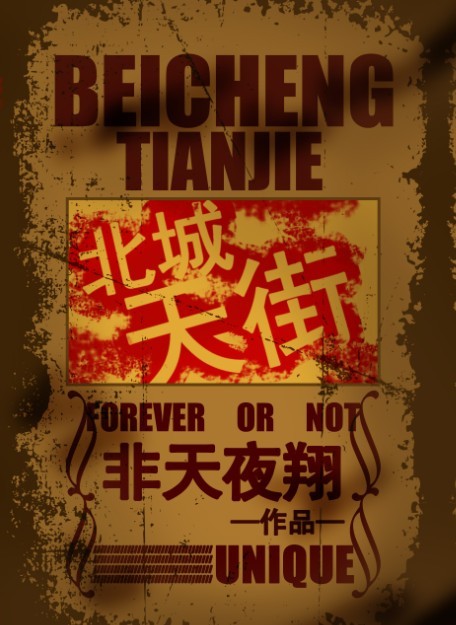 BEICHENG
TIANJIE
北城
天街
FOREVER OR NOT
非天夜翔
—作品—
UNIQUE